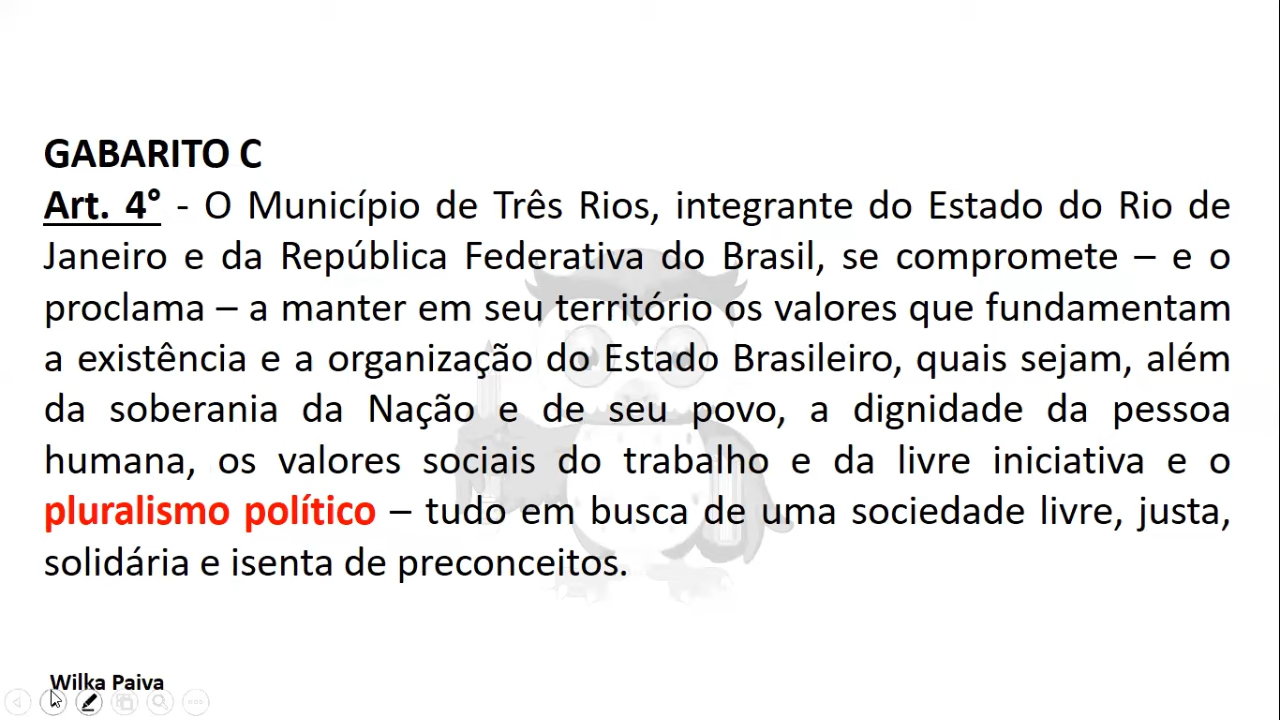 GABARITO C
Art. 4° - O Município de Três Rios, integrante do Estado do Rio de
Janeiro e da República Federativa do Brasil, se compromete – e o
proclama – a manter em seu território os valores que fundamentam
a existência e a organização do Estado Brasileiro, quais sejam, além
da soberania da Nação e de seu povo, a dignidade da pessoa
humana, os valores sociais do trabalho e da livre iniciativa e o
pluralismo político – tudo em busca de uma sociedade livre, justa,
solidária e isenta de preconceitos.
Wilka Paiva